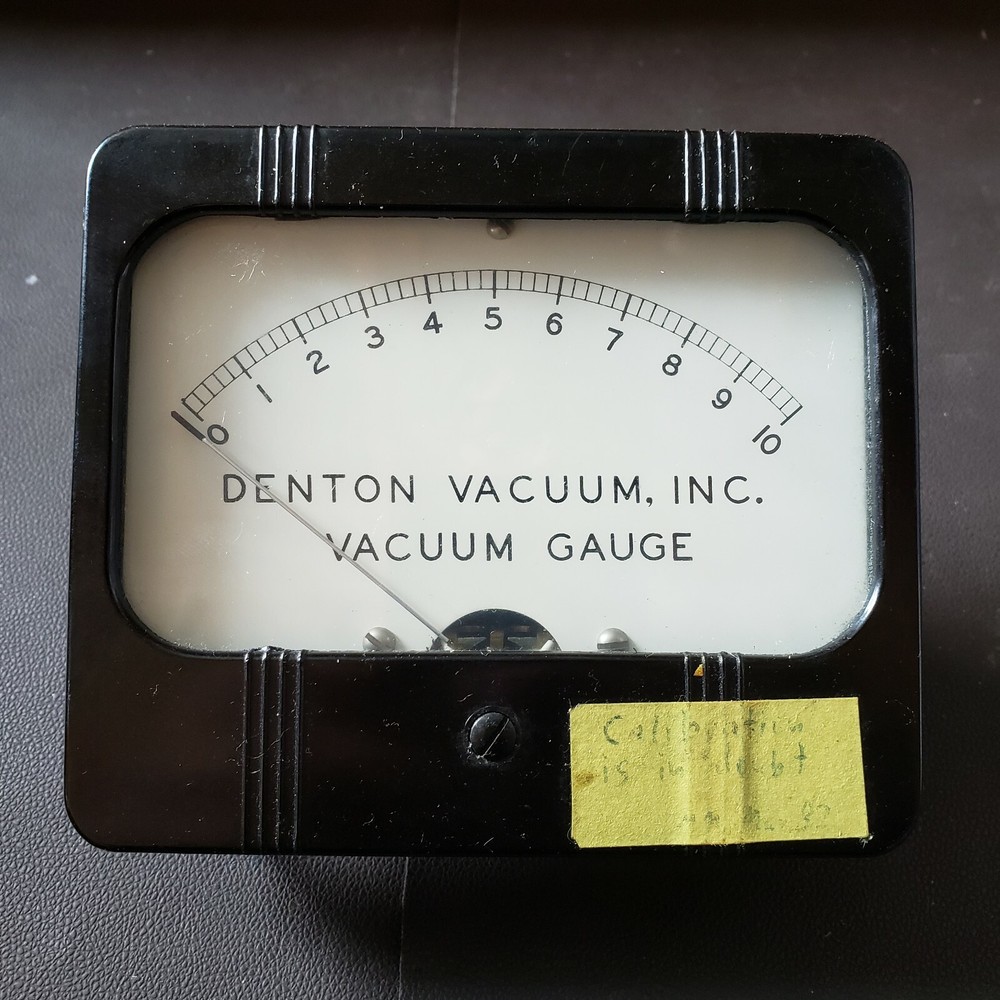 0 1 2 3 4 5 6 7 8 9 10
DENTON VACUUM, INC.
VACUUM GAUGE
Calibration
is in doubt